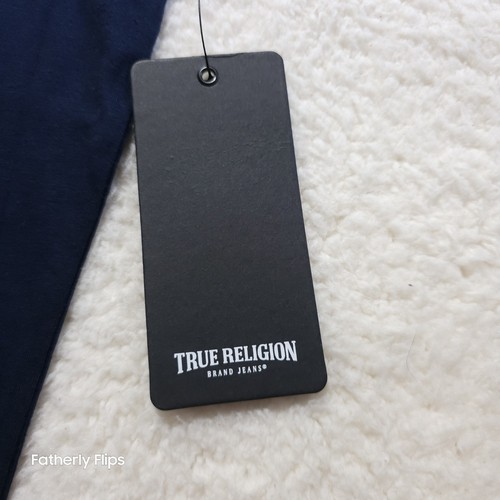 TRUE RELIGION
BRAND JEANS®
Fatherly Flips